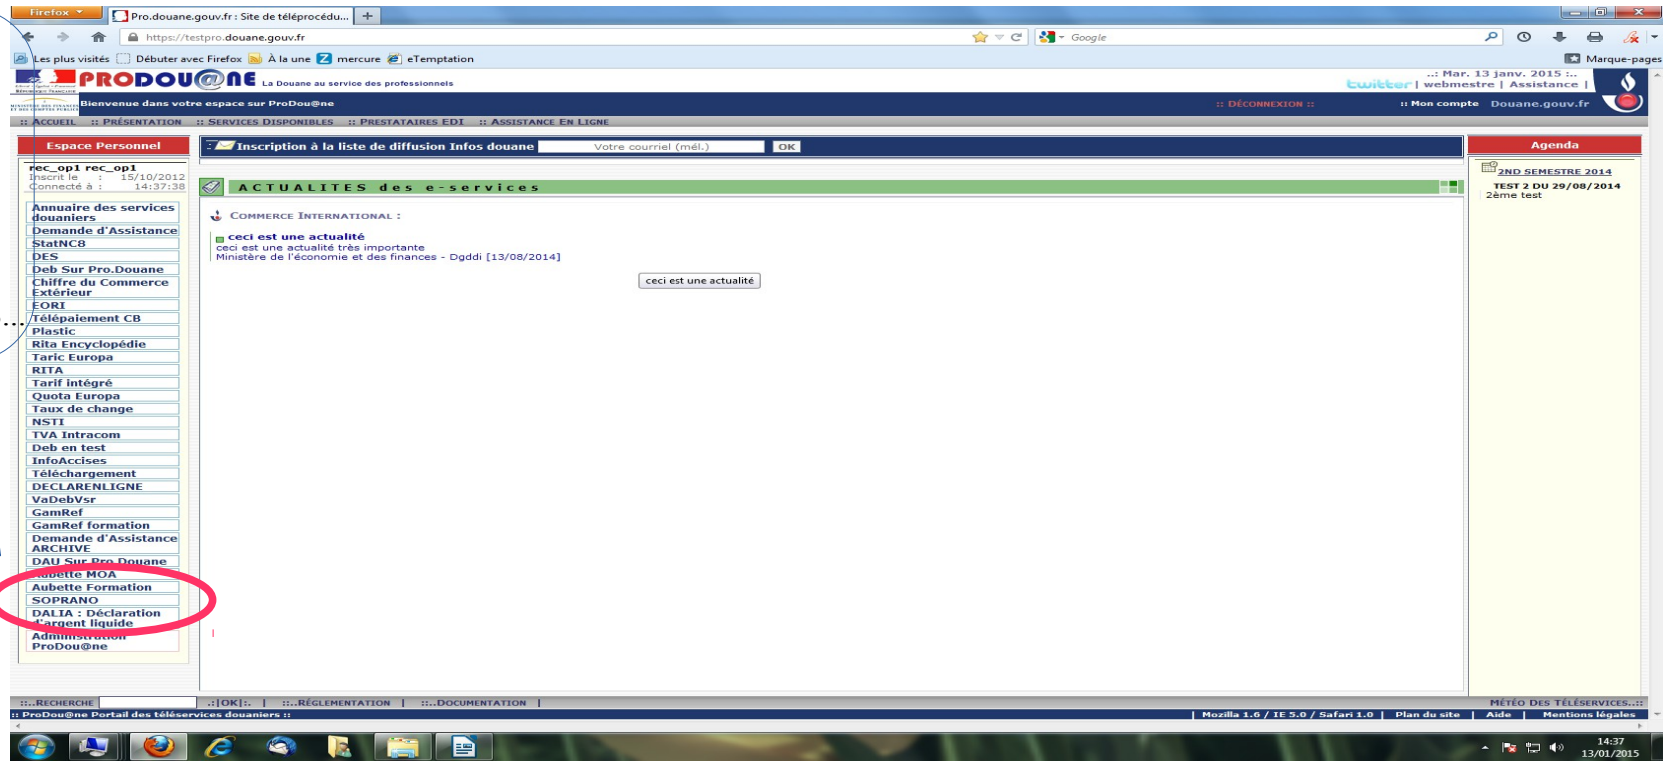 Firefox
Pro.douane.gouv.fr : Site de téléprocédu...
https://testpro.douane.gouv.fr
Google
Les plus visités Débuter avec Firefox À la une mercure eTemptation
Marque-pages
PRODOU@NE La Douane au service des professionnels
..: Mar. 13 janv. 2015 :..
twitter | webmestre | Assistance |
Bienvenue dans votre espace sur ProDou@ne
:: DÉCONNEXION ::
:: Mon compte Douane.gouv.fr
:: ACCUEIL :: PRÉSENTATION :: SERVICES DISPONIBLES :: PRESTATAIRES EDI :: ASSISTANCE EN LIGNE
Espace Personnel
rec_op1 rec_op1
Inscrit le : 15/10/2012
Connecté à : 14:37:38
Annuaire des services
douaniers
Demande d'Assistance
StatNC8
DES
Deb Sur Pro.Douane
Chiffre du Commerce
Extérieur
EORI
...
Télépaiement CB
Plastic
Rita Encyclopédie
Taric Europa
RITA
Tarif intégré
Quota Europa
Taux de change
NSTI
TVA Intracom
Deb en test
InfoAccises
Téléchargement
DECLARENLIGNE
VaDebVsr
GamRef
GamRef formation
Demande d'Assistance
ARCHIVE
DAU Sur Pro Douane
Aubette MOA
Aubette Formation
SOPRANO
DALIA : Déclaration
d'argent liquide
Administration
ProDou@ne
Inscription à la liste de diffusion Infos douane Votre courriel (mél.) OK
ACTUALITES des e-services
COMMERCE INTERNATIONAL :
ceci est une actualité
ceci est une actualité très importante
Ministère de l'économie et des finances - Dgddi [13/08/2014]
ceci est une actualité
Agenda
2ND SEMESTRE 2014
TEST 2 DU 29/08/2014
2ème test
::..RECHERCHE .:|OK|:. | ::..RÉGLEMENTATION | ::..DOCUMENTATION |
MÉTÉO DES TÉLÉSERVICES..::
:: ProDou@ne Portail des téléservices douaniers ::
| Mozilla 1.6 / IE 5.0 / Safari 1.0 | Plan du site | Aide | Mentions légales
14:37
13/01/2015